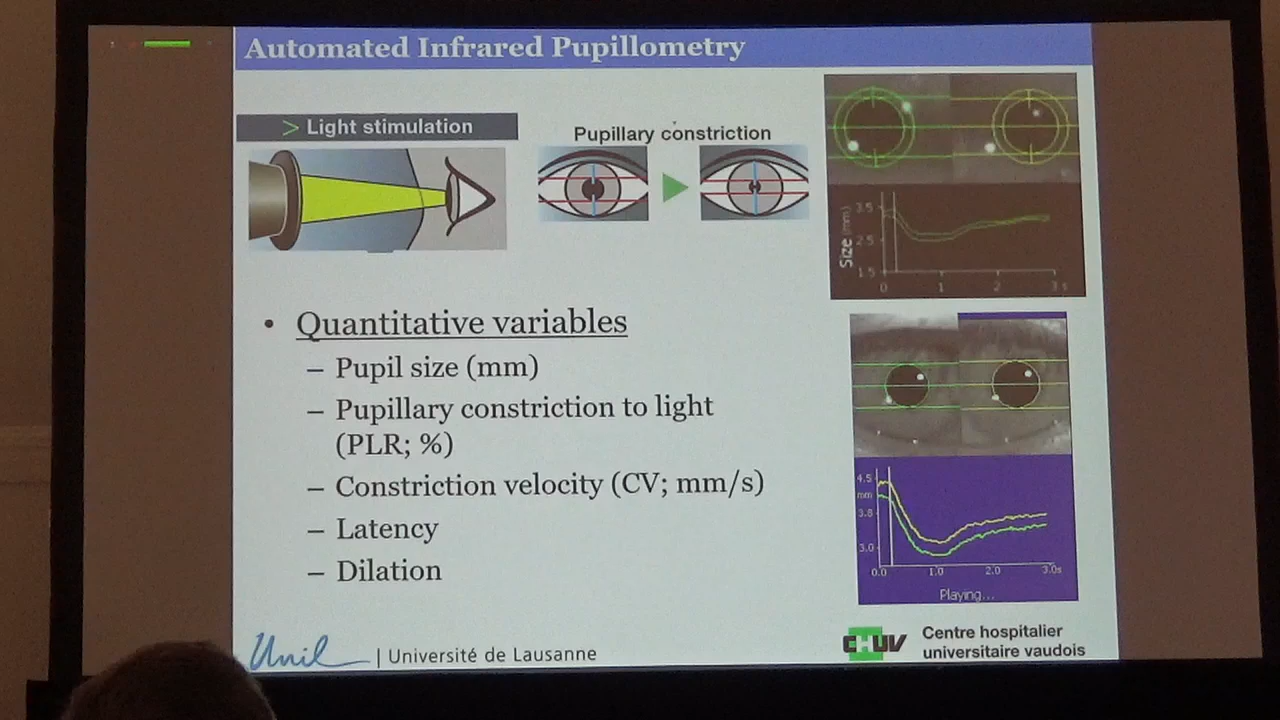 Automated Infrared Pupillometry
> Light stimulation
Pupillary constriction
Size (mm)
3.5
2.5
1.5
0 1 2 3 s
• Quantitative variables
– Pupil size (mm)
– Pupillary constriction to light
(PLR; %)
– Constriction velocity (CV; mm/s)
– Latency
– Dilation
4.5
mm
3.8
3.0
0.0 1.0 2.0 3.0s
Playing...
Unil
| Université de Lausanne
CHUV
Centre hospitalier
universitaire vaudois